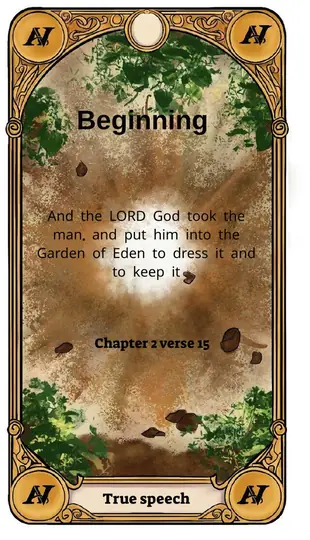 Beginning
And the LORD God took the
man, and put him into the
Garden of Eden to dress it and
to keep it
Chapter 2 verse 15
True speech